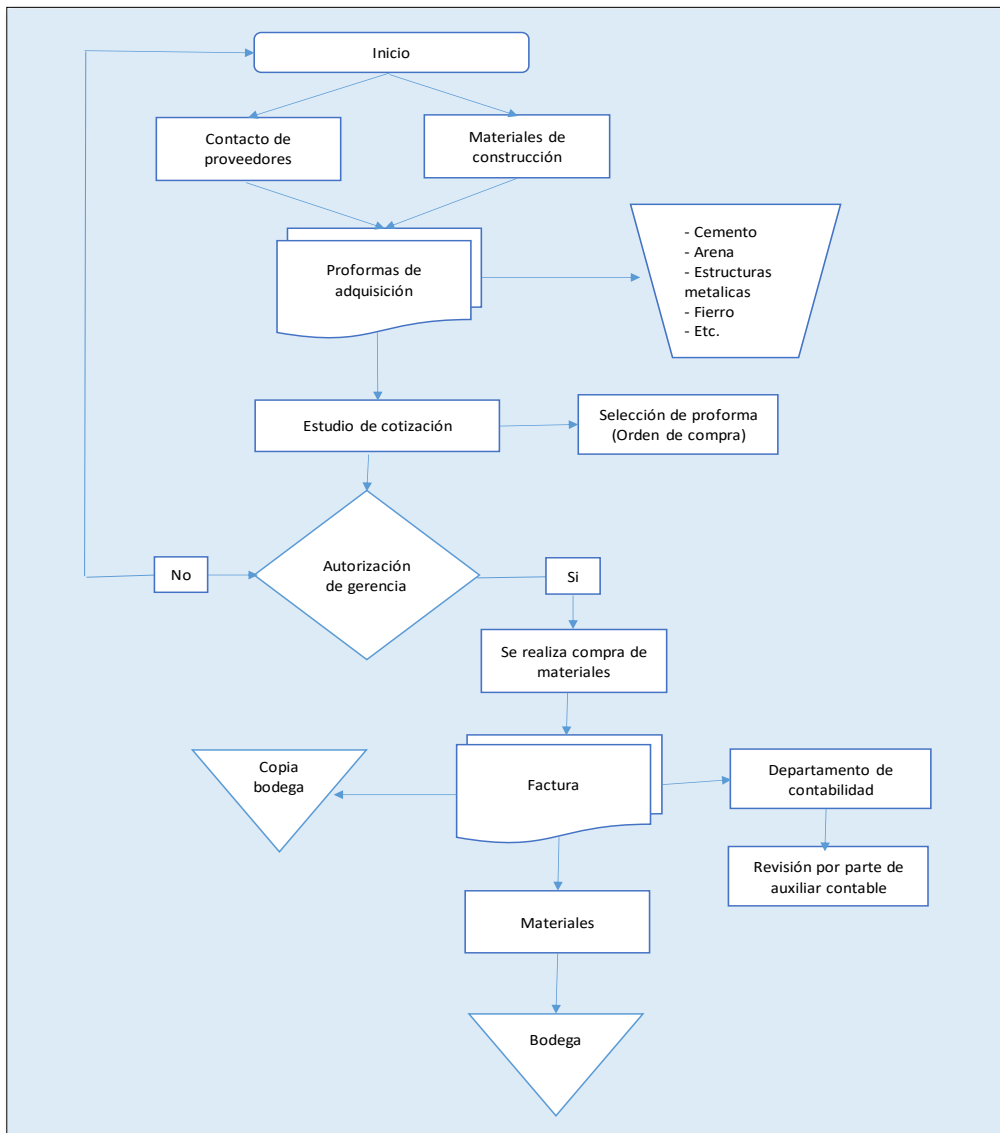 Inicio
Contacto de
proveedores
Materiales de
construcción
Proformas de
adquisición
- Cemento
- Arena
- Estructuras
metalicas
- Fierro
- Etc.
Estudio de cotización
Selección de proforma
(Orden de compra)
Autorización
de gerencia
No
Si
Se realiza compra de
materiales
Copia
bodega
Factura
Departamento de
contabilidad
Revisión por parte de
auxiliar contable
Materiales
Bodega